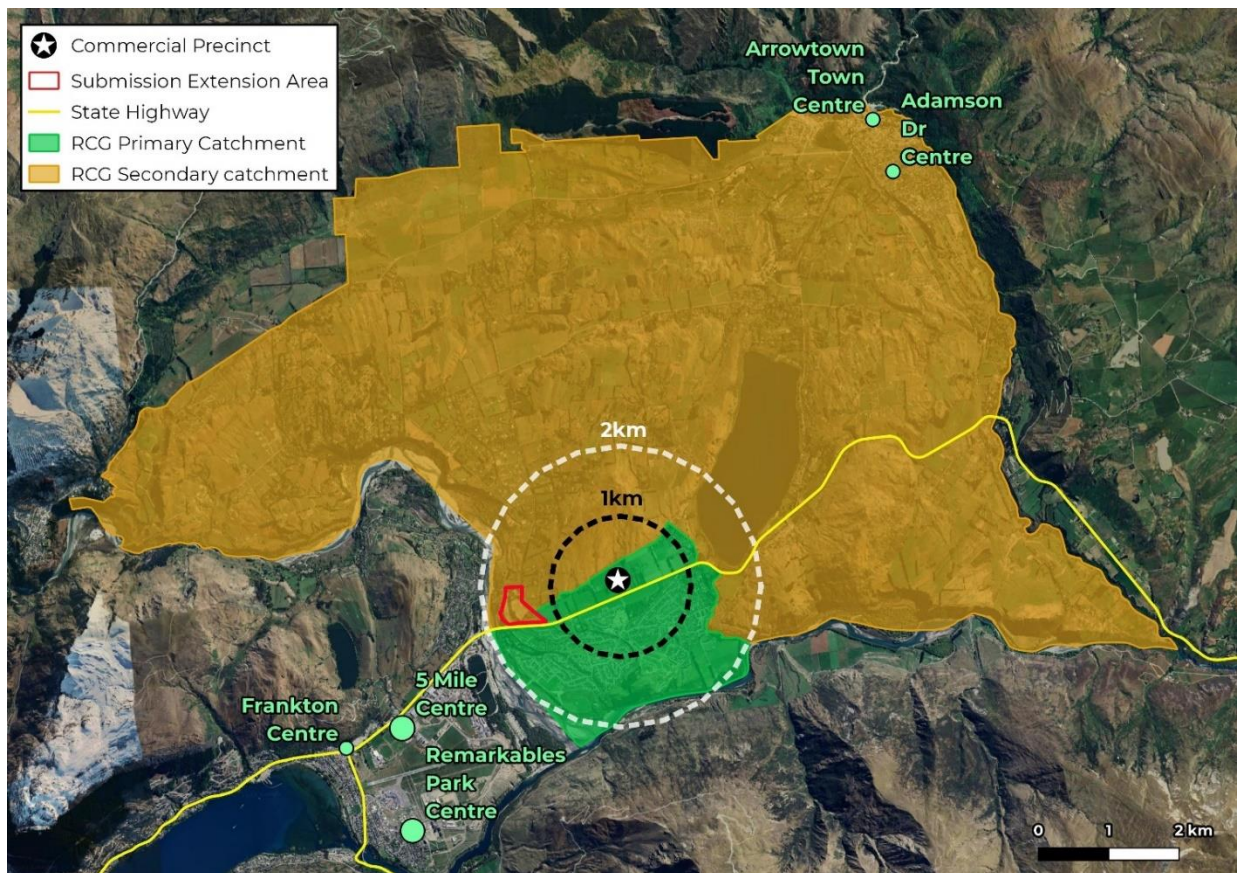 Commercial Precinct
Submission Extension Area
State Highway
RCG Primary Catchment
RCG Secondary catchment
Arrowtown
Town
Centre
Adamson
Dr
Centre
2km
1km
5 Mile
Centre
Frankton
Centre
Remarkables
Park
Centre
0 1 2 km